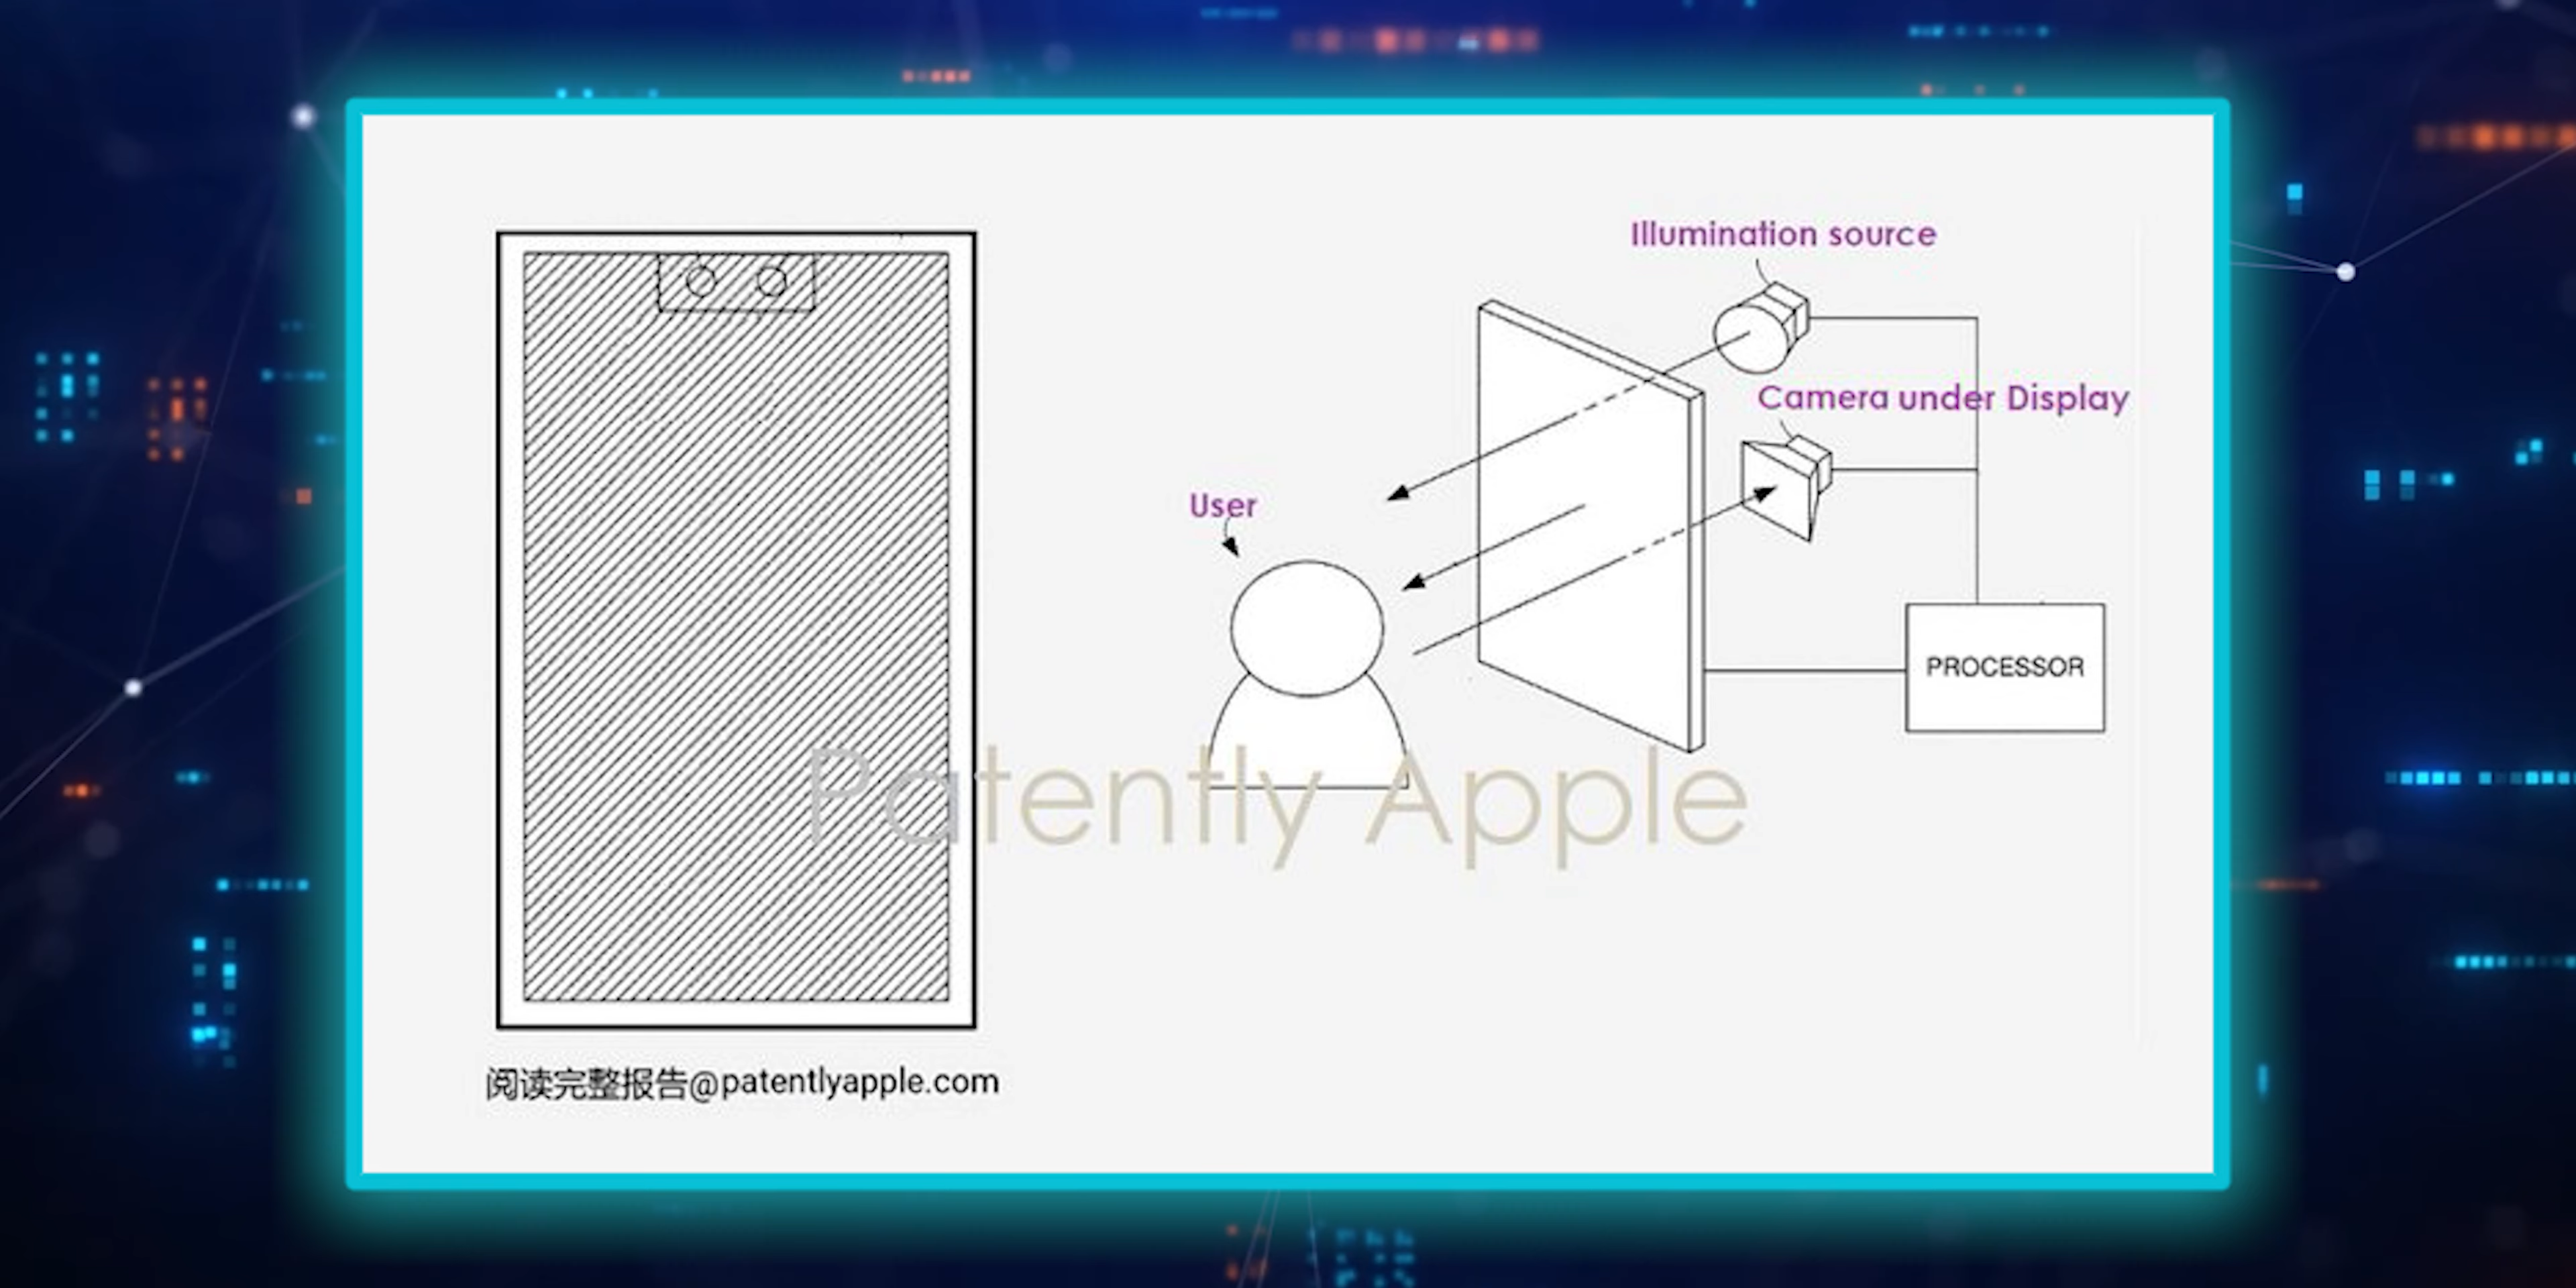 Illumination source
Camera under Display
User
PROCESSOR
Patently Apple
阅读完整报告@patentlyapple.com